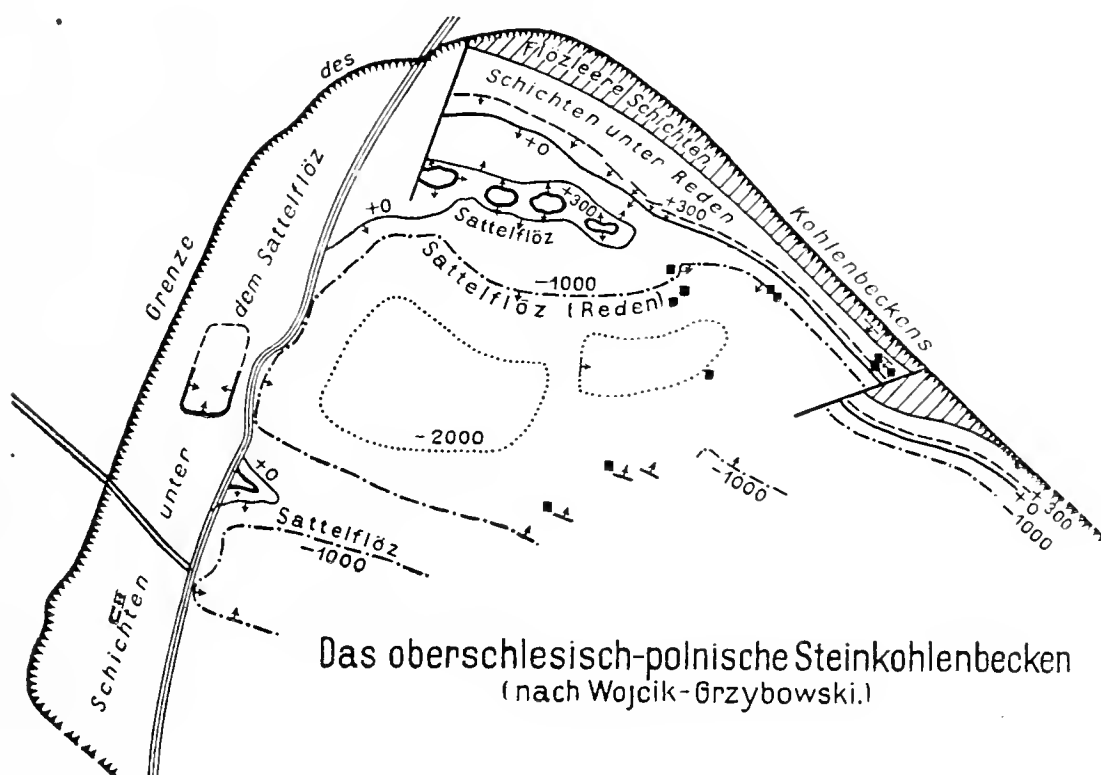 Grenze des Kohlenbeckens
Flözleere Schichten
Schichten unter Reden
+0
+300
+300
Sattelflöz
+0
-1000
Sattelflöz (Reden)
Schichten unter dem Sattelflöz
-2000
+0
Sattelflöz
-1000
-1000
+300
+0
-1000
Das oberschlesisch-polnische Steinkohlenbecken
(nach Wojcik-Grzybowski.)